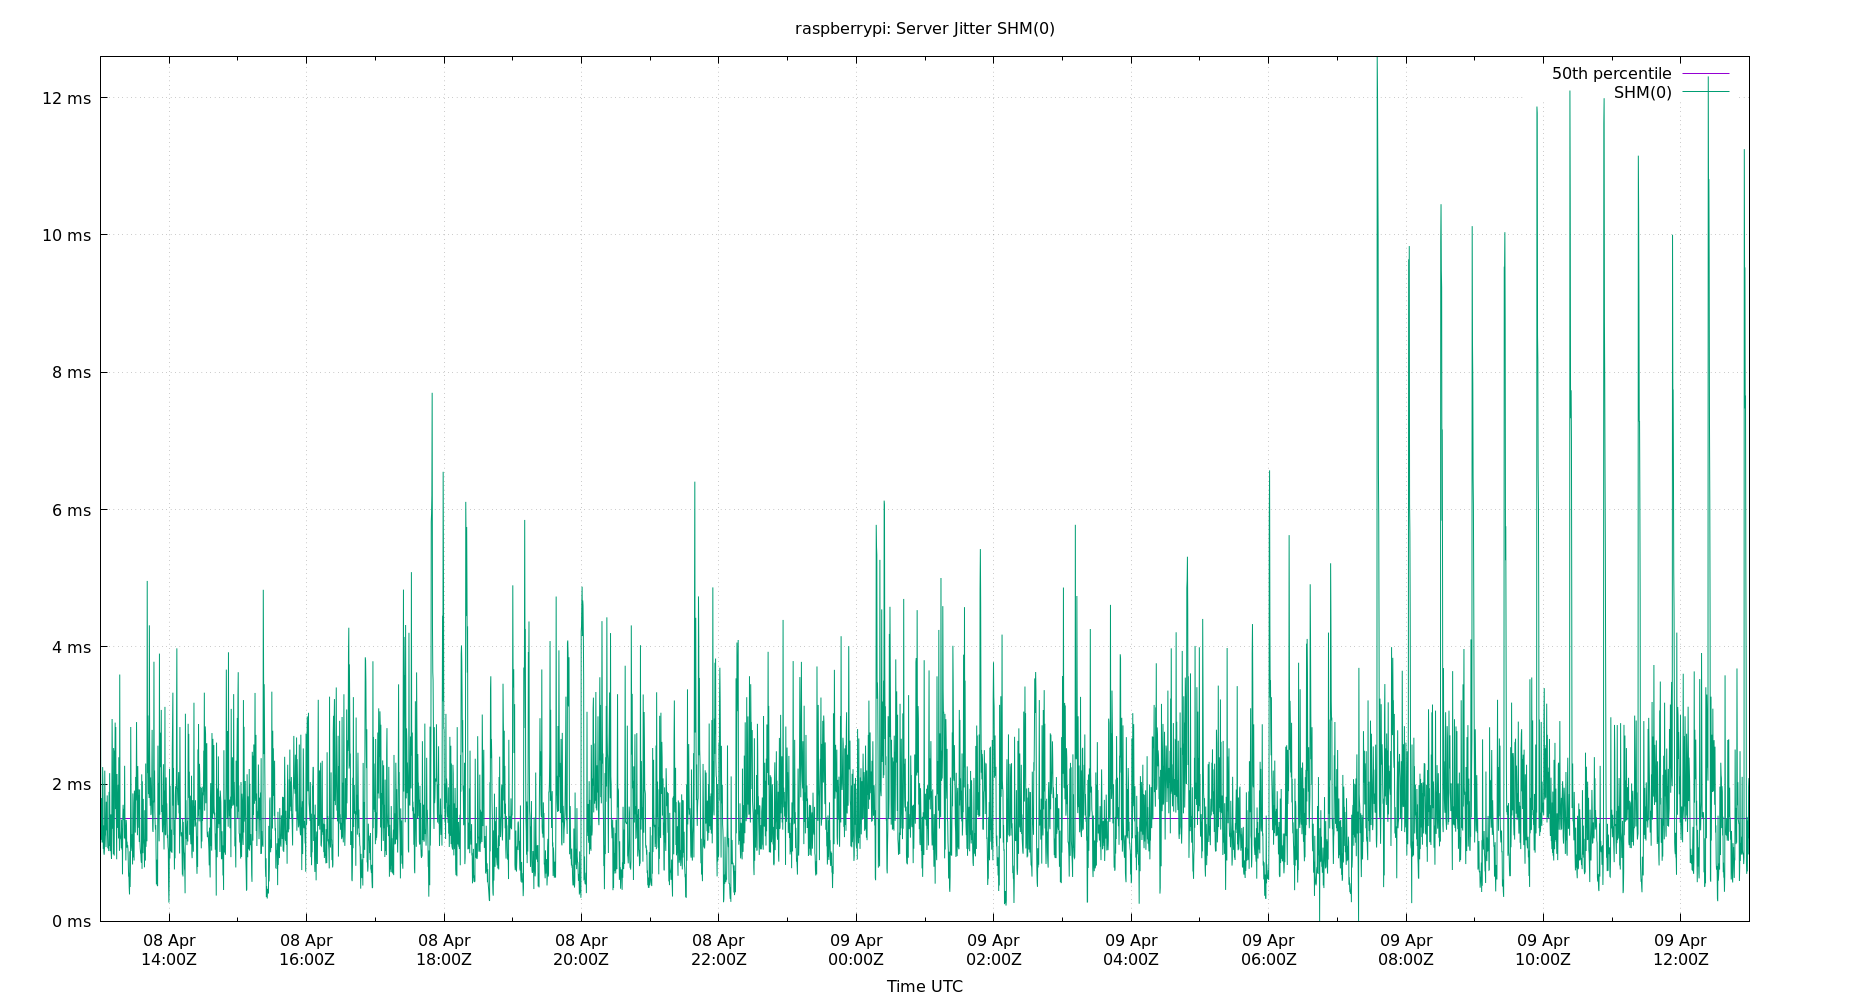 raspberrypi: Server Jitter SHM(0)
50th percentile
SHM(0)
12 ms
10 ms
8 ms
6 ms
4 ms
2 ms
0 ms
08 Apr 08 Apr 08 Apr 08 Apr 08 Apr 09 Apr 09 Apr 09 Apr 09 Apr 09 Apr 09 Apr 09 Apr
14:00Z 16:00Z 18:00Z 20:00Z 22:00Z 00:00Z 02:00Z 04:00Z 06:00Z 08:00Z 10:00Z 12:00Z
Time UTC